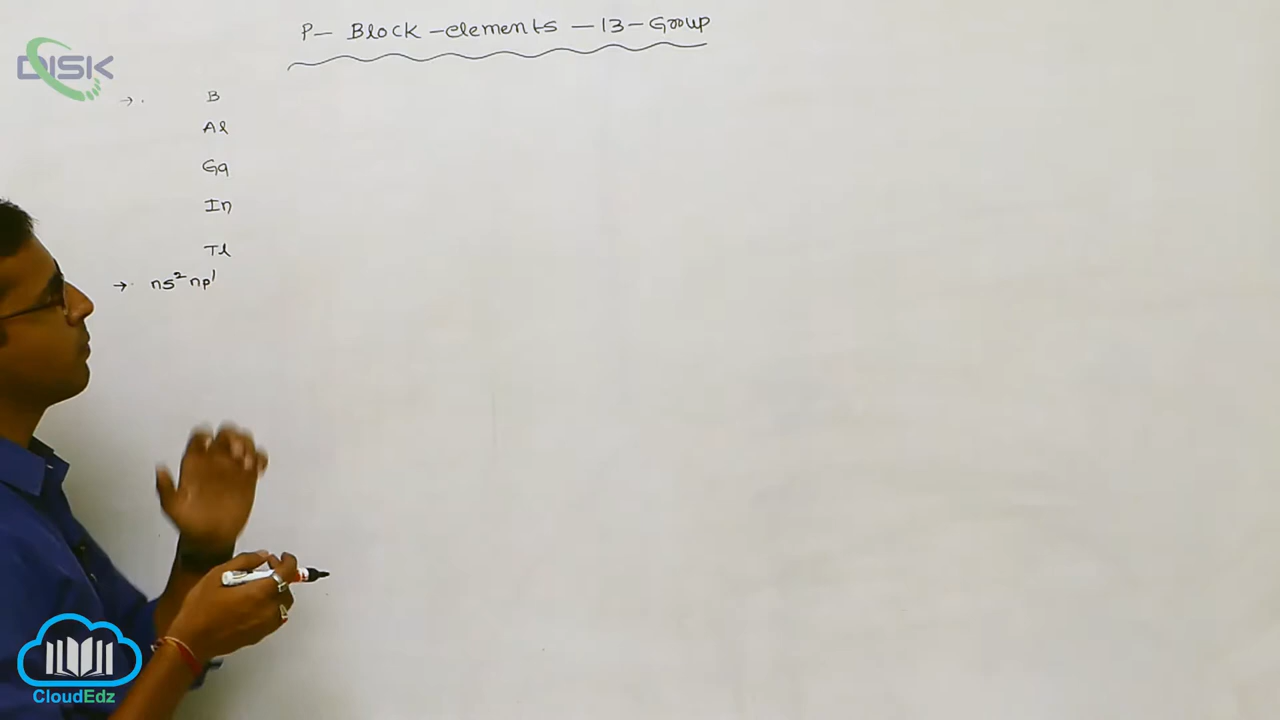 P- Block -elements - 13 - Group
DISK
→ . B
Al
Ga
In
Tl
→ ns² np¹
CloudEdz